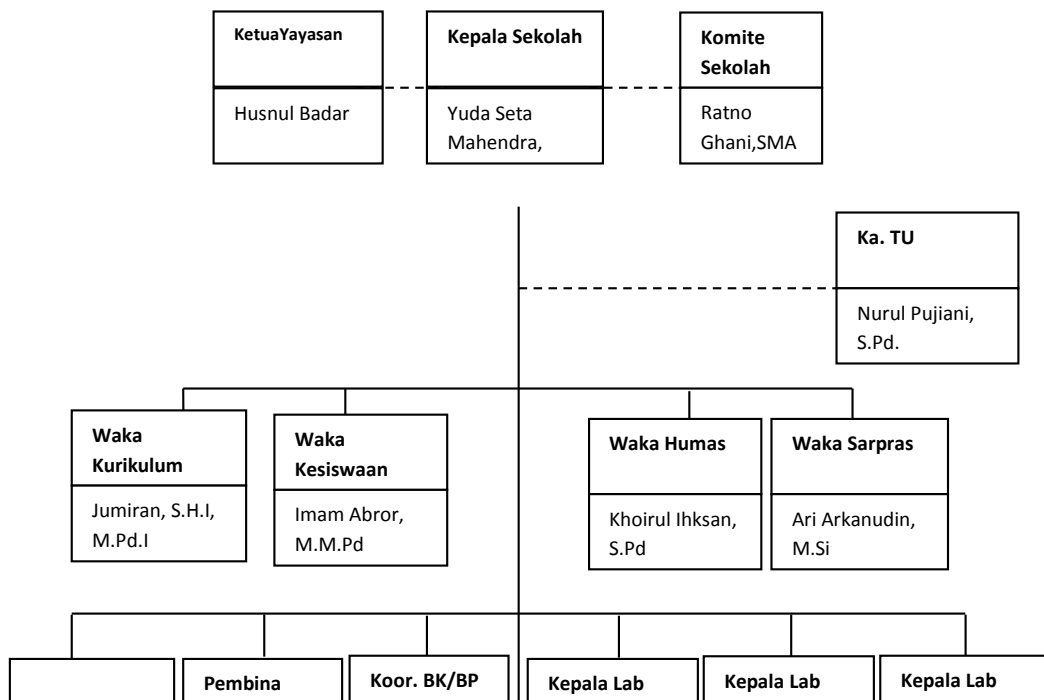 KetuaYayasan
Husnul Badar
Kepala Sekolah
Yuda Seta
Mahendra,
Komite
Sekolah
Ratno
Ghani,SMA
Ka. TU
Nurul Pujiani,
S.Pd.
Waka
Kurikulum
Jumiran, S.H.I,
M.Pd.I
Waka
Kesiswaan
Imam Abror,
M.M.Pd
Waka Humas
Khoirul Ihksan,
S.Pd
Waka Sarpras
Ari Arkanudin,
M.Si
Pembina
Koor. BK/BP
Kepala Lab
Kepala Lab
Kepala Lab